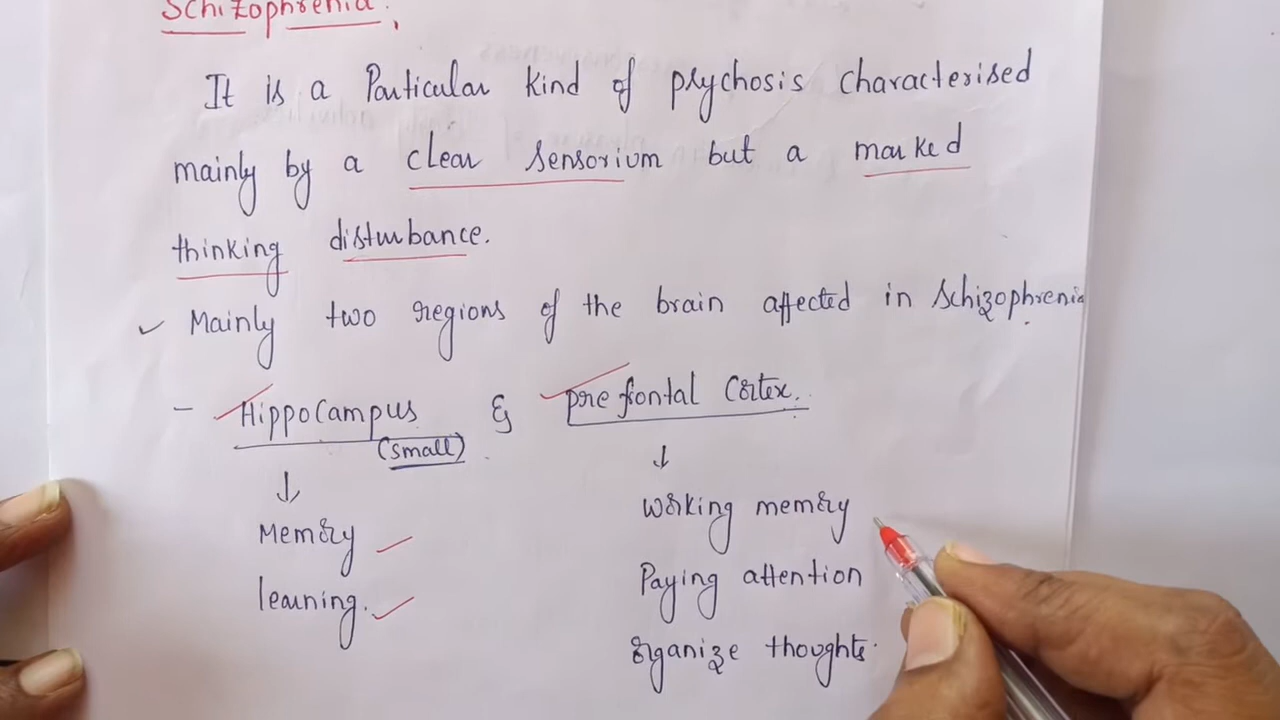 Schizophrenia.
It is a Particular kind of psychosis characterised
mainly by a clear sensorium but a marked
thinking disturbance.
Mainly two regions of the brain affected in schizophrenia
- Hippocampus & prefrontal cortex.
(small)
↓ ↓
Memory working memory
learning. Paying attention
organize thoughts.